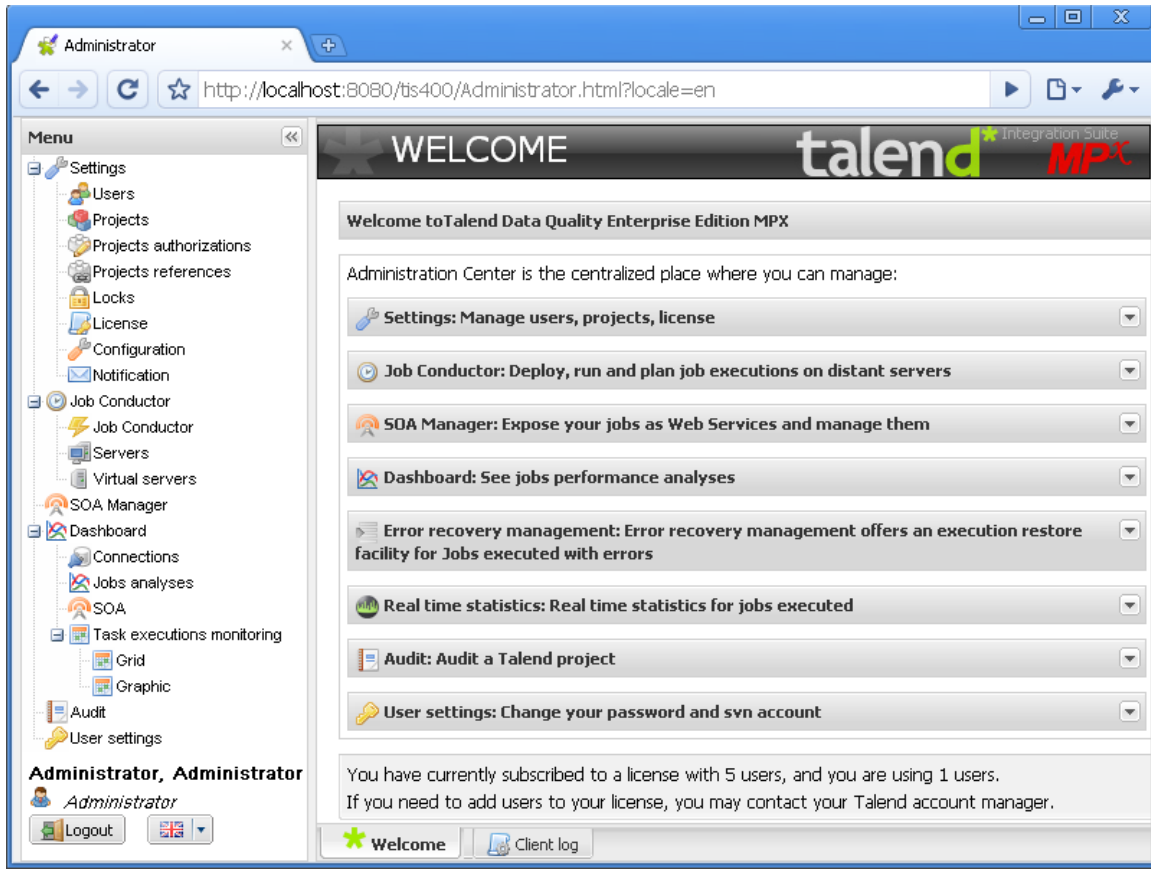 Administrator
http://localhost:8080/tis400/Administrator.html?locale=en
Menu
Settings
Users
Projects
Projects authorizations
Projects references
Locks
License
Configuration
Notification
Job Conductor
Job Conductor
Servers
Virtual servers
SOA Manager
Dashboard
Connections
Jobs analyses
SOA
Task executions monitoring
Grid
Graphic
Audit
User settings
Administrator, Administrator
Administrator
Logout
WELCOME
talend
Integration Suite
MPx
Welcome toTalend Data Quality Enterprise Edition MPX
Administration Center is the centralized place where you can manage:
Settings: Manage users, projects, license
Job Conductor: Deploy, run and plan job executions on distant servers
SOA Manager: Expose your jobs as Web Services and manage them
Dashboard: See jobs performance analyses
Error recovery management: Error recovery management offers an execution restore
facility for Jobs executed with errors
Real time statistics: Real time statistics for jobs executed
Audit: Audit a Talend project
User settings: Change your password and svn account
You have currently subscribed to a license with 5 users, and you are using 1 users.
If you need to add users to your license, you may contact your Talend account manager.
Welcome
Client log